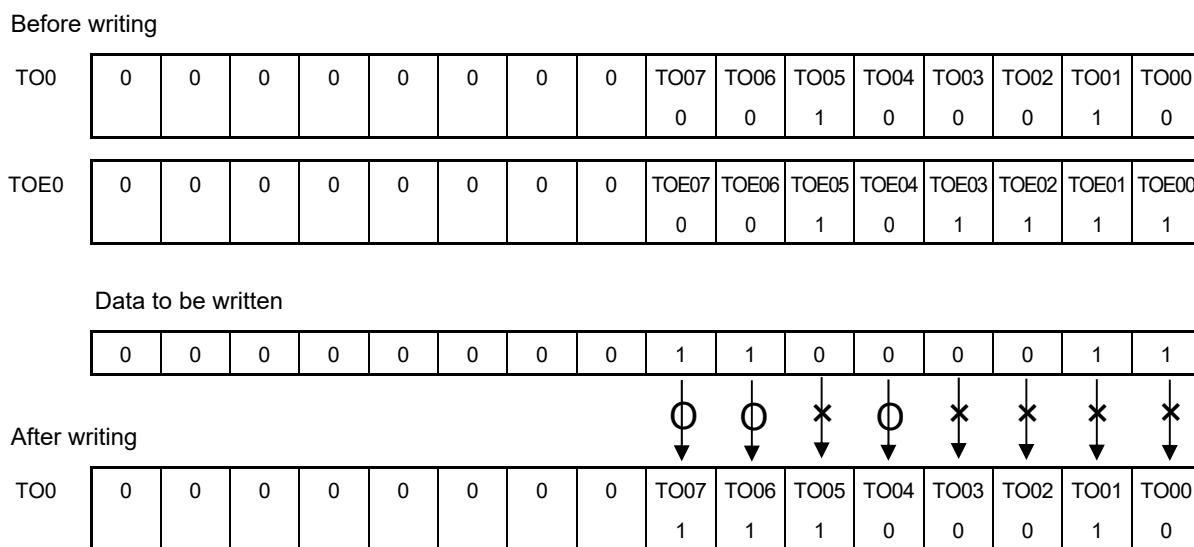 Before writing
TO0 0 0 0 0 0 0 0 0 TO07 TO06 TO05 TO04 TO03 TO02 TO01 TO00
0 0 1 0 0 0 1 0
TOE0 0 0 0 0 0 0 0 0 TOE07 TOE06 TOE05 TOE04 TOE03 TOE02 TOE01 TOE00
0 0 1 0 1 1 1 1
Data to be written
0 0 0 0 0 0 0 0 1 1 0 0 0 0 1 1
O O × O × × × ×
After writing
TO0 0 0 0 0 0 0 0 0 TO07 TO06 TO05 TO04 TO03 TO02 TO01 TO00
1 1 1 0 0 0 1 0